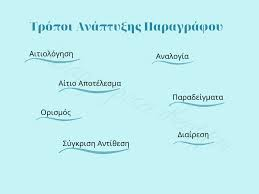 Τρόποι Ανάπτυξης Παραγράφου
Αιτιολόγηση
Αναλογία
Αίτιο Αποτέλεσμα
Παραδείγματα
Ορισμός
Διαίρεση
Σύγκριση Αντίθεση